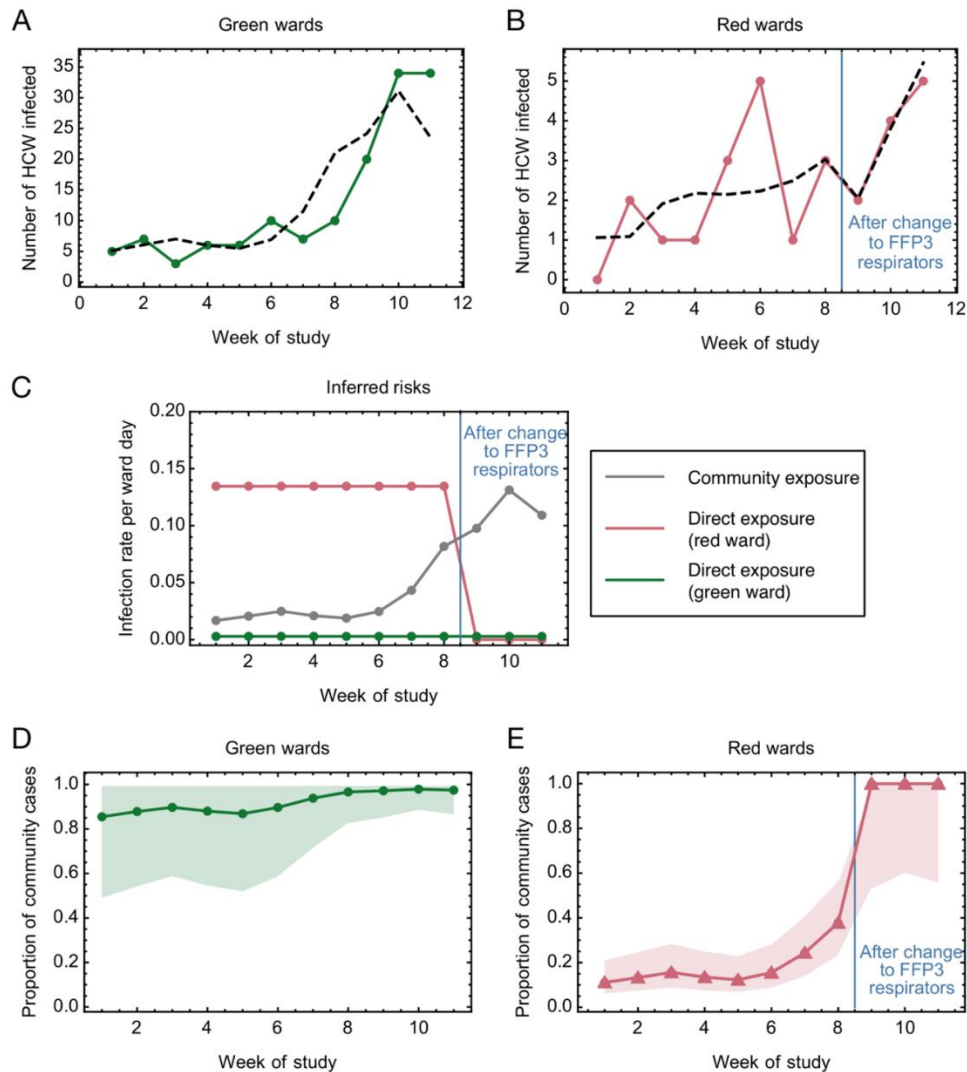 A
Green wards
Number of HCW infected
35
30
25
20
15
10
5
0
0 2 4 6 8 10 12
Week of study
B
Red wards
Number of HCW infected
5
4
3
2
1
0
After change
to FFP3
respirators
0 2 4 6 8 10 12
Week of study
C
Inferred risks
Infection rate per ward day
0.20
0.15
0.10
0.05
0.00
After change
to FFP3
respirators
2 4 6 8 10
Week of study
Community exposure
Direct exposure
(red ward)
Direct exposure
(green ward)
D
Green wards
Proportion of community cases
1.0
0.8
0.6
0.4
0.2
0.0
2 4 6 8 10
Week of study
E
Red wards
Proportion of community cases
1.0
0.8
0.6
0.4
0.2
0.0
After change
to FFP3
respirators
2 4 6 8 10
Week of study